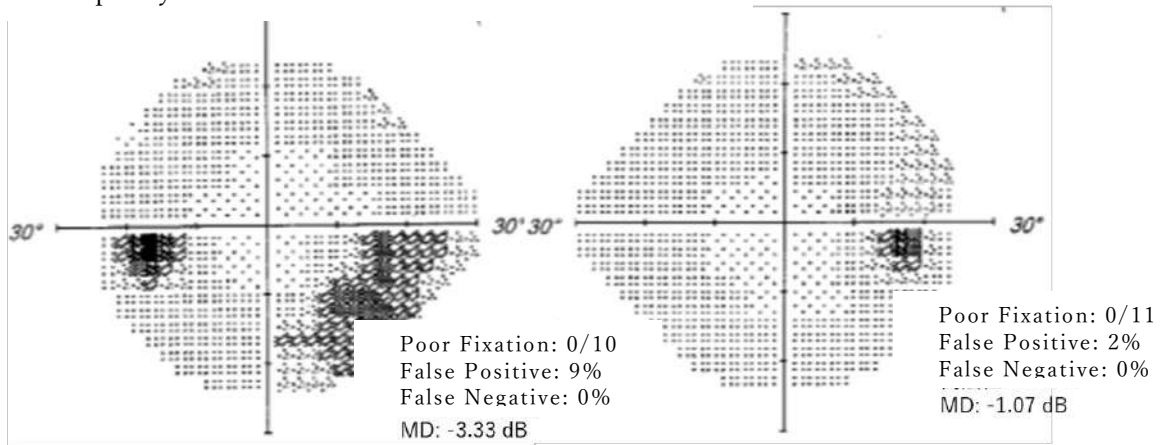 30°
30°
30°
30°
Poor Fixation: 0/10
False Positive: 9%
False Negative: 0%
MD: -3.33 dB
Poor Fixation: 0/11
False Positive: 2%
False Negative: 0%
MD: -1.07 dB